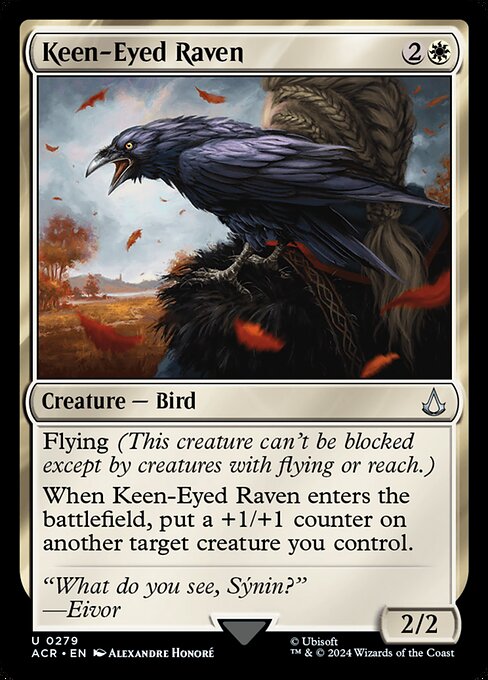 Keen-Eyed Raven 2
Creature — Bird
Flying (This creature can't be blocked
except by creatures with flying or reach.)
When Keen-Eyed Raven enters the
battlefield, put a +1/+1 counter on
another target creature you control.
“What do you see, Sýnin?”
—Eivor
2/2
U 0279
ACR • EN Alexandre Honoré
© Ubisoft
™ & © 2024 Wizards of the Coast